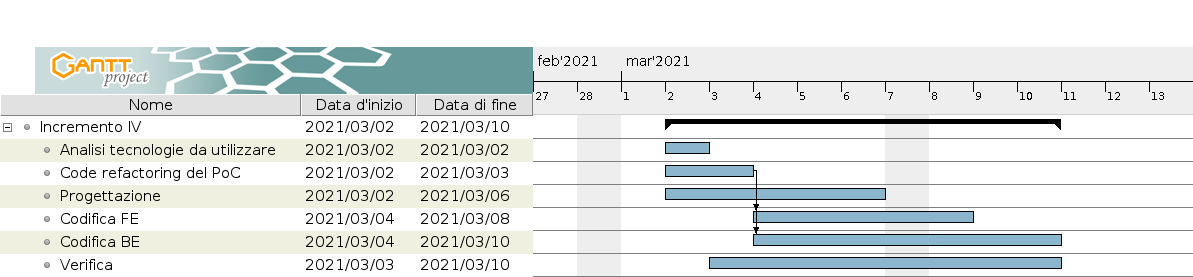 GANTT project
feb'2021 mar'2021
27 28 1 2 3 4 5 6 7 8 9 10 11 12 13
Nome Data d'inizio Data di fine
Incremento IV 2021/03/02 2021/03/10
Analisi tecnologie da utilizzare 2021/03/02 2021/03/02
Code refactoring del PoC 2021/03/02 2021/03/03
Progettazione 2021/03/02 2021/03/06
Codifica FE 2021/03/04 2021/03/08
Codifica BE 2021/03/04 2021/03/10
Verifica 2021/03/03 2021/03/10